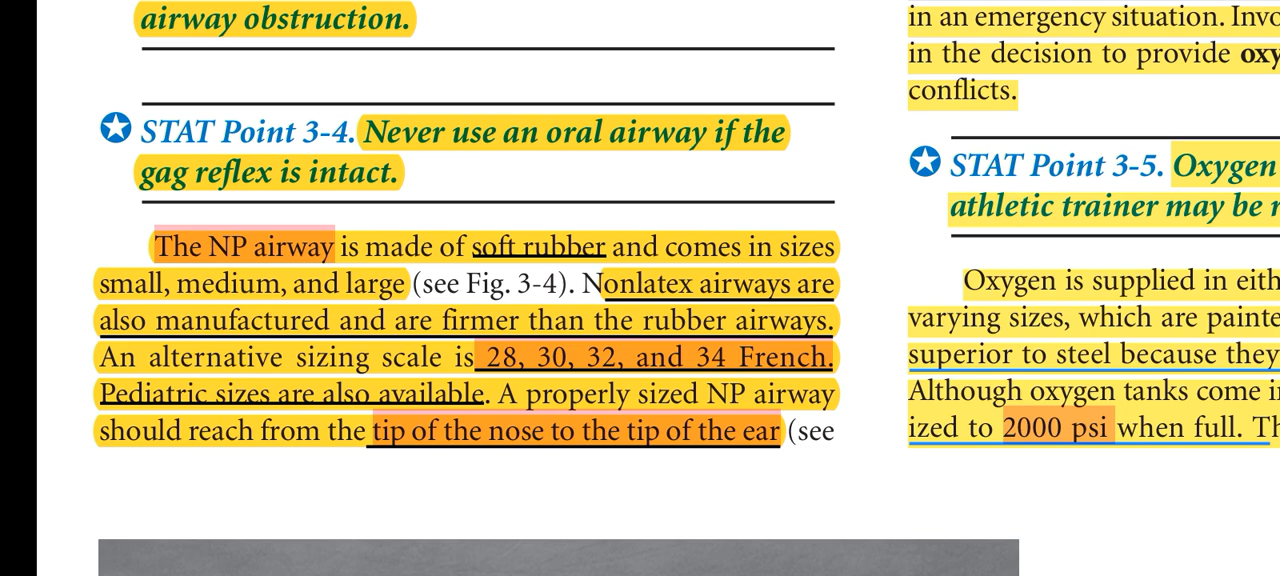 airway obstruction.
STAT Point 3-4. Never use an oral airway if the
gag reflex is intact.
The NP airway is made of soft rubber and comes in sizes
small, medium, and large (see Fig. 3-4). Nonlatex airways are
also manufactured and are firmer than the rubber airways.
An alternative sizing scale is 28, 30, 32, and 34 French.
Pediatric sizes are also available. A properly sized NP airway
should reach from the tip of the nose to the tip of the ear (see
in an emergency situation. Invo
in the decision to provide oxy
conflicts.
STAT Point 3-5. Oxygen
athletic trainer may be r
Oxygen is supplied in eith
varying sizes, which are painte
superior to steel because they
Although oxygen tanks come in
ized to 2000 psi when full. Th